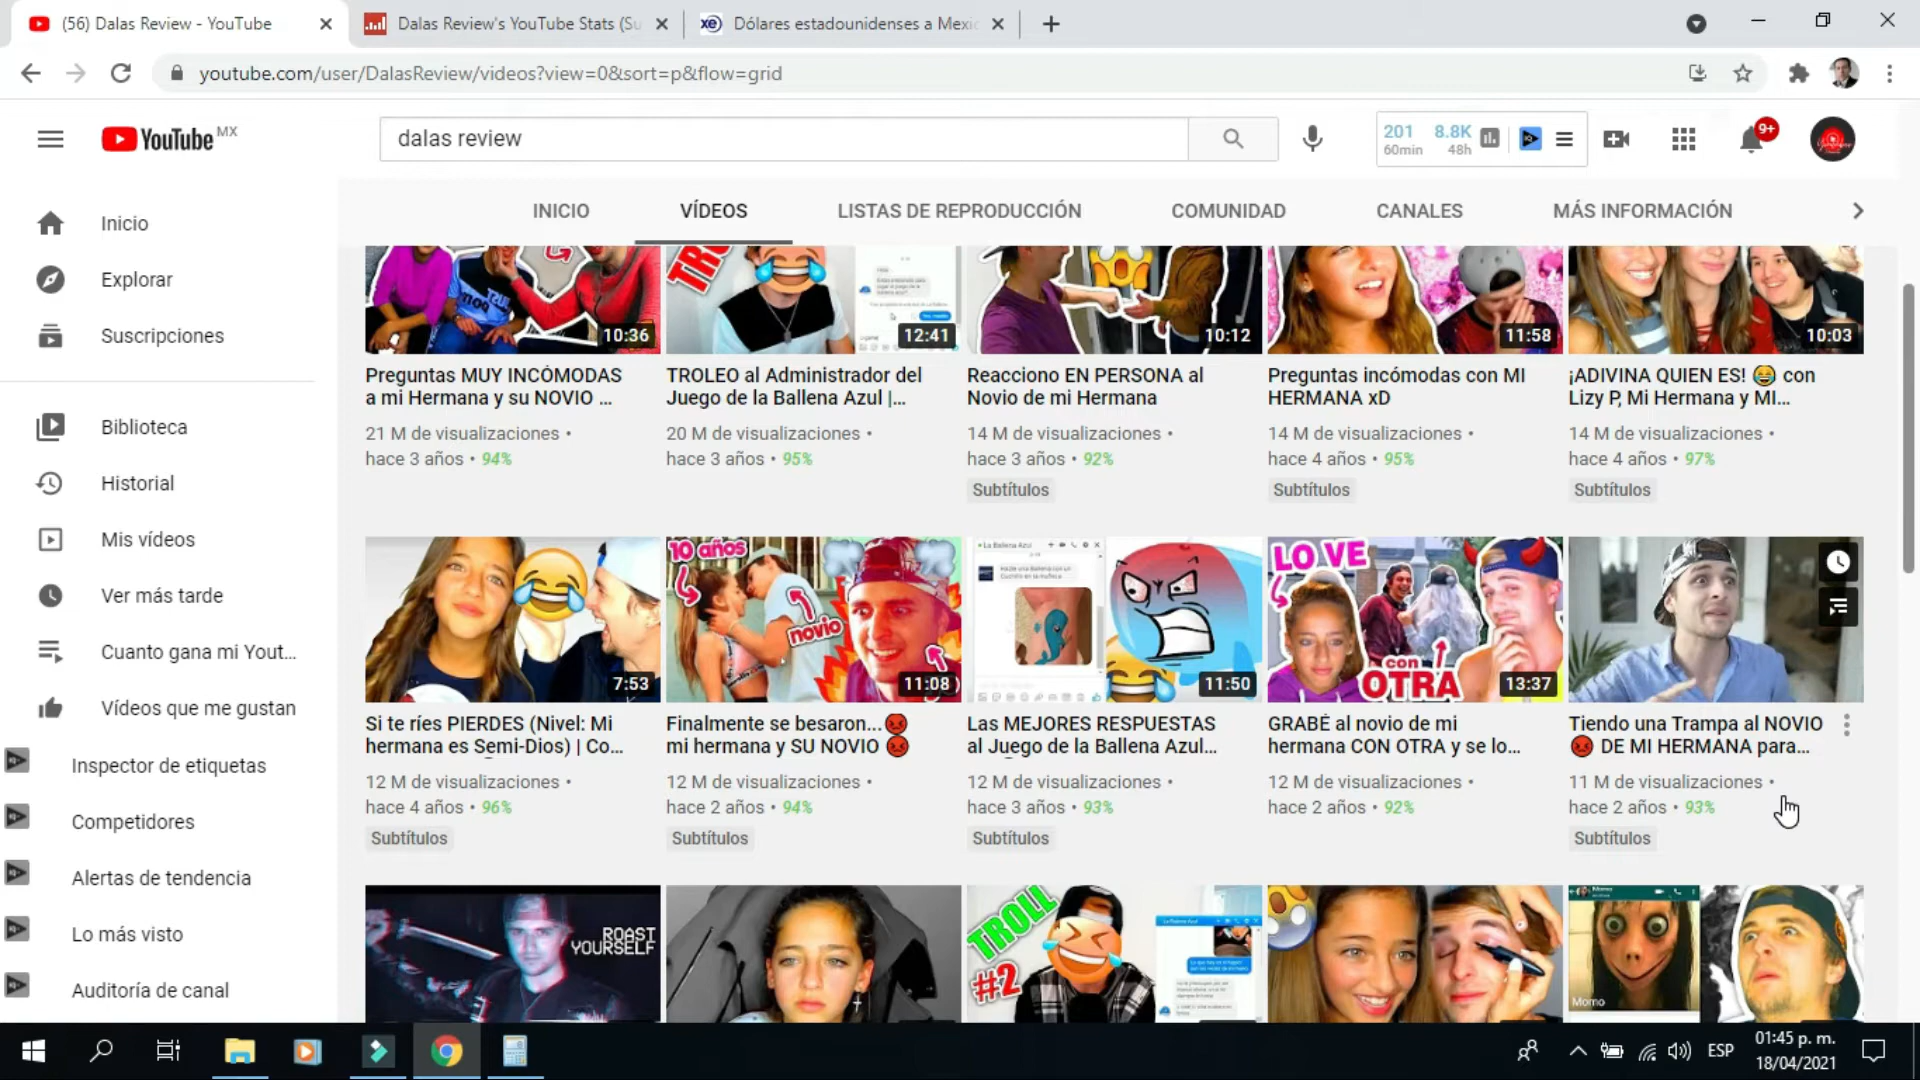 (56) Dalas Review - YouTube
Dalas Review's YouTube Stats (Su
Dólares estadounidenses a Mexic
youtube.com/user/DalasReview/videos?view=0&sort=p&flow=grid
YouTube MX
dalas review
201 8.8K
60min 48h
9+
INICIO VÍDEOS LISTAS DE REPRODUCCIÓN COMUNIDAD CANALES MÁS INFORMACIÓN
Inicio
Explorar
Suscripciones
Biblioteca
Historial
Mis vídeos
Ver más tarde
Cuanto gana mi Yout...
Vídeos que me gustan
Inspector de etiquetas
Competidores
Alertas de tendencia
Lo más visto
Auditoría de canal
10:36
Preguntas MUY INCÓMODAS
a mi Hermana y su NOVIO ...
21 M de visualizaciones •
hace 3 años • 94%
12:41
TROLEO al Administrador del
Juego de la Ballena Azul |...
20 M de visualizaciones •
hace 3 años • 95%
10:12
Reacciono EN PERSONA al
Novio de mi Hermana
14 M de visualizaciones •
hace 3 años • 92%
Subtítulos
11:58
Preguntas incómodas con MI
HERMANA xD
14 M de visualizaciones •
hace 4 años • 95%
Subtítulos
10:03
¡ADIVINA QUIEN ES! 😂 con
Lizy P, Mi Hermana y MI...
14 M de visualizaciones •
hace 4 años • 97%
Subtítulos
7:53
Si te ríes PIERDES (Nivel: Mi
hermana es Semi-Dios) | Co...
12 M de visualizaciones •
hace 4 años • 96%
Subtítulos
10 años
novio
11:08
Finalmente se besaron...😡
mi hermana y SU NOVIO 😡
12 M de visualizaciones •
hace 2 años • 94%
Subtítulos
La Ballena Azul
11:50
Las MEJORES RESPUESTAS
al Juego de la Ballena Azul...
12 M de visualizaciones •
hace 3 años • 93%
Subtítulos
LO VE
con
OTRA
13:37
GRABÉ al novio de mi
hermana CON OTRA y se lo...
12 M de visualizaciones •
hace 2 años • 92%
Tiendo una Trampa al NOVIO
😡 DE MI HERMANA para...
11 M de visualizaciones •
hace 2 años • 93%
Subtítulos
ROAST
YOURSELF
TROLL
#2
Momo
ESP
01:45 p. m.
18/04/2021